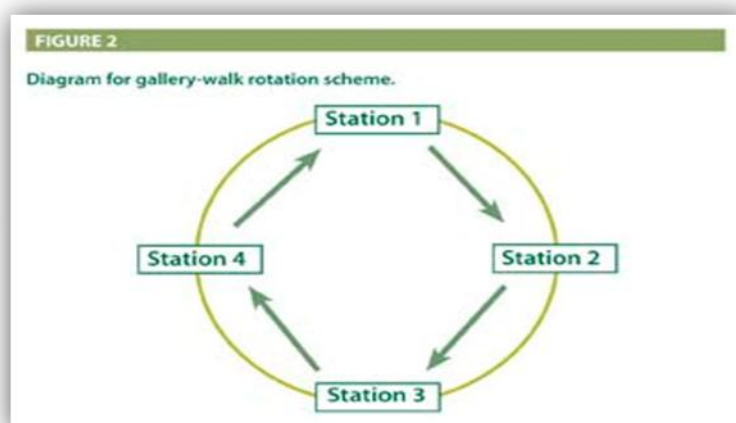 FIGURE 2
Diagram for gallery-walk rotation scheme.
Station 1
Station 4
Station 2
Station 3